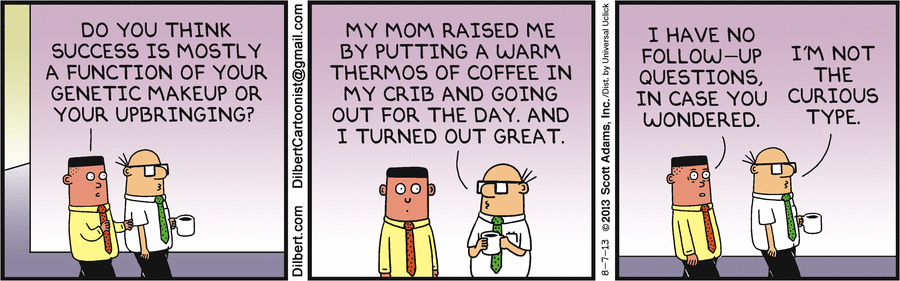 DO YOU THINK
SUCCESS IS MOSTLY
A FUNCTION OF YOUR
GENETIC MAKEUP OR
YOUR UPBRINGING?
Dilbert.com DilbertCartoonist@gmail.com
MY MOM RAISED ME
BY PUTTING A WARM
THERMOS OF COFFEE IN
MY CRIB AND GOING
OUT FOR THE DAY. AND
I TURNED OUT GREAT.
8-7-13 © 2013 Scott Adams, Inc. /Dist. by Universal Uclick
I HAVE NO
FOLLOW-UP
QUESTIONS,
IN CASE YOU
WONDERED.
I'M NOT
THE
CURIOUS
TYPE.